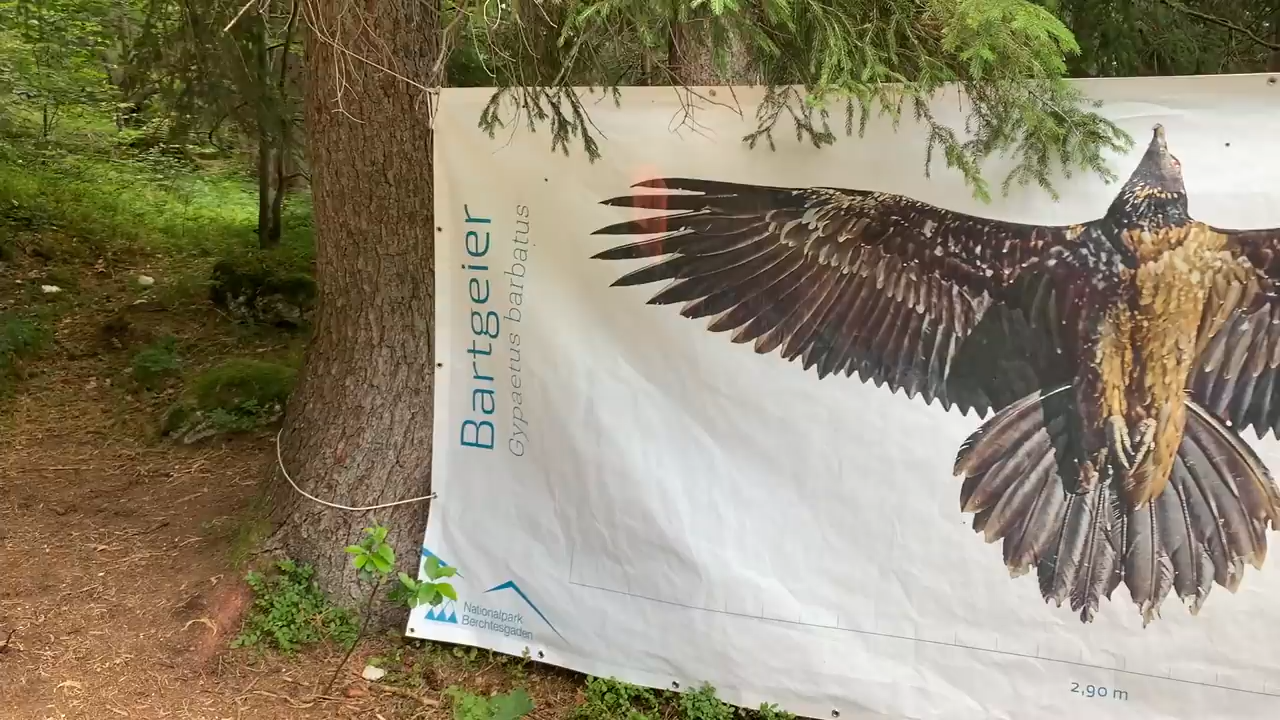 Bartgeier
Gypaetus barbatus
Nationalpark
Berchtesgaden
2,90 m